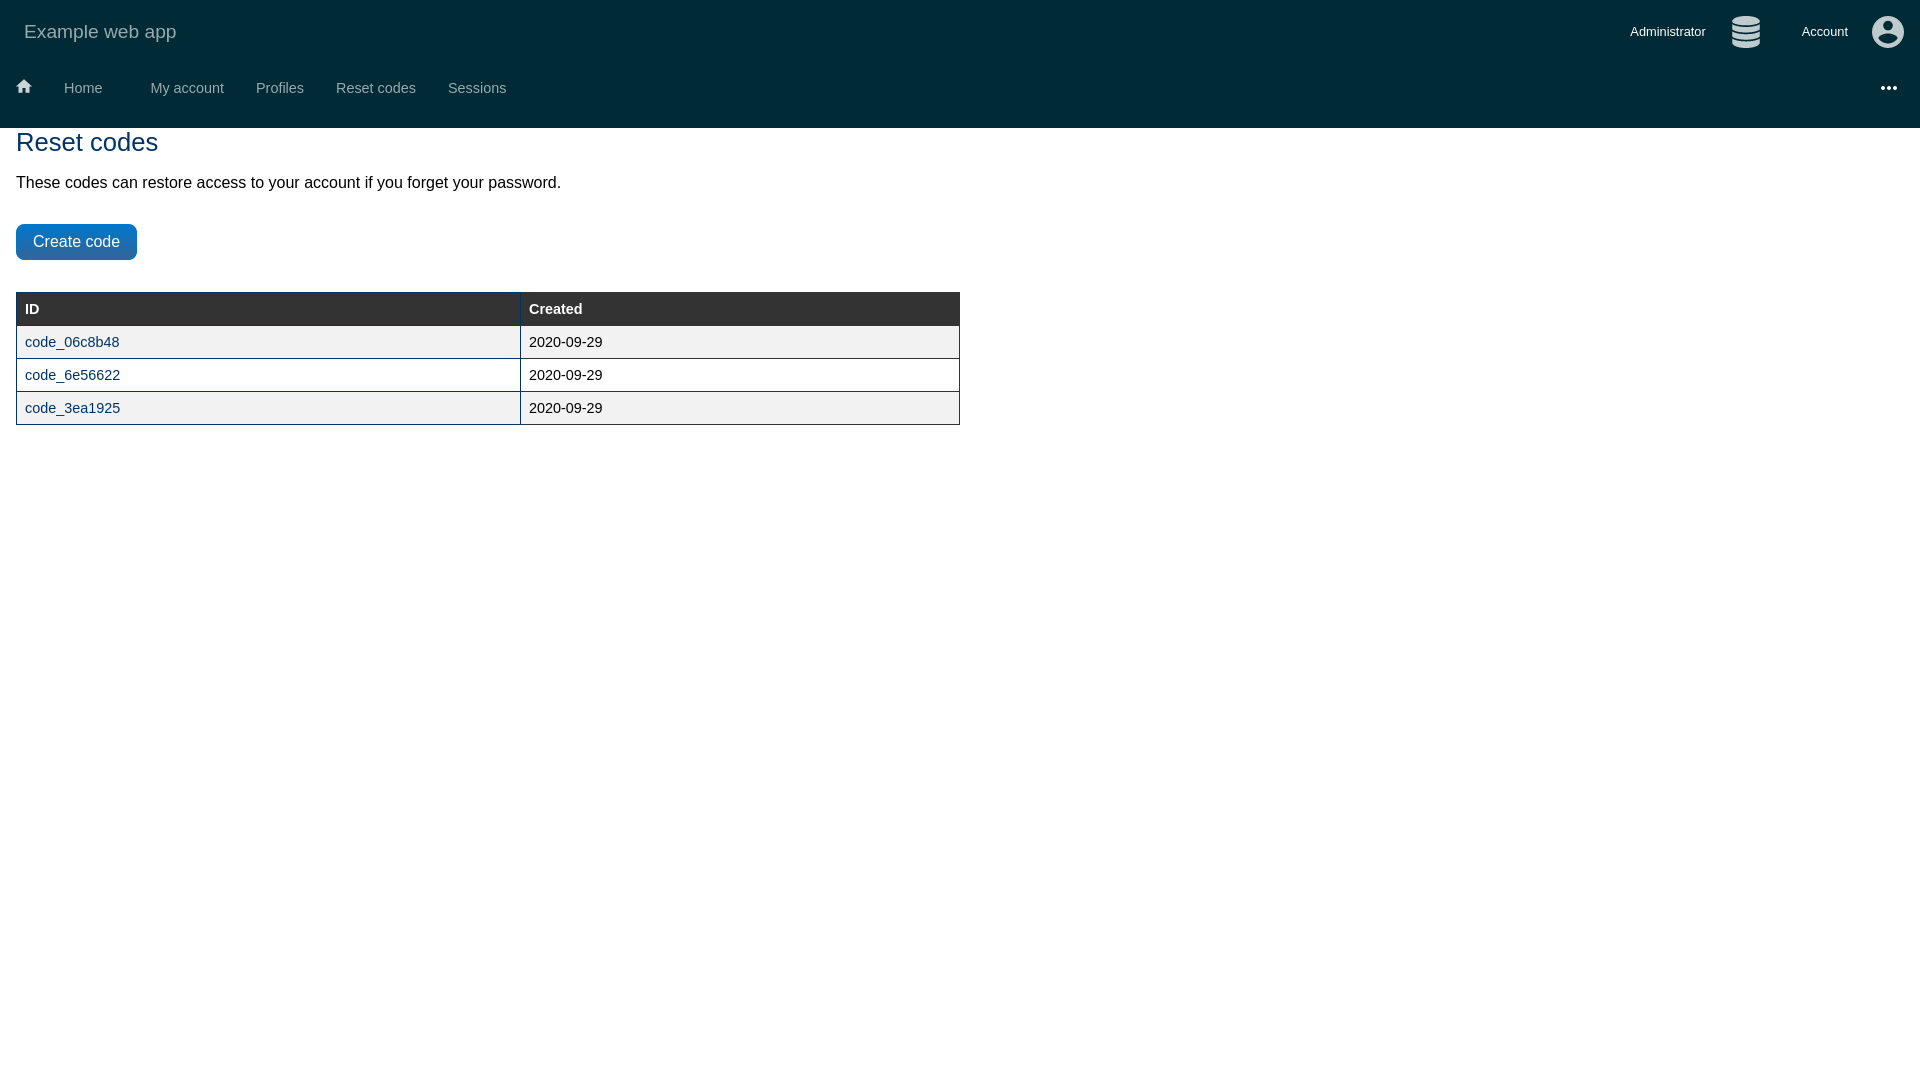 Example web app
Administrator
Account
Home
My account
Profiles
Reset codes
Sessions
Reset codes
These codes can restore access to your account if you forget your password.
Create code
ID Created
code_06c8b48 2020-09-29
code_6e56622 2020-09-29
code_3ea1925 2020-09-29